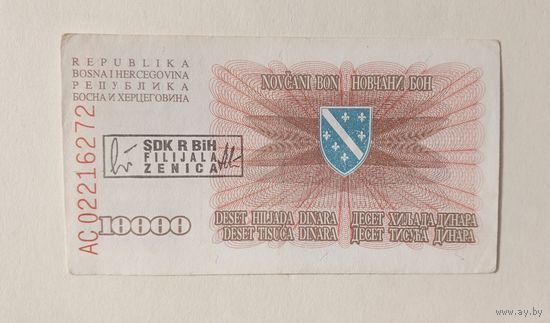 REPUBLIKA
BOSNA I HERCEGOVINA
РЕПУБЛИКА
БОСНА И ХЕРЦЕГОВИНА
NOVČANI BON НОВЧАНИ БОН
SDK R BiH
FILIJALA
ZENICA
AC 02216272
10000
DESET HILJADA DINARA ДЕСЕТ ХИЉАДА ДИНАРА
DESET TISUĆA DINARA ДЕСЕТ ТИСУЋА ДИНАРА
www.ay.by